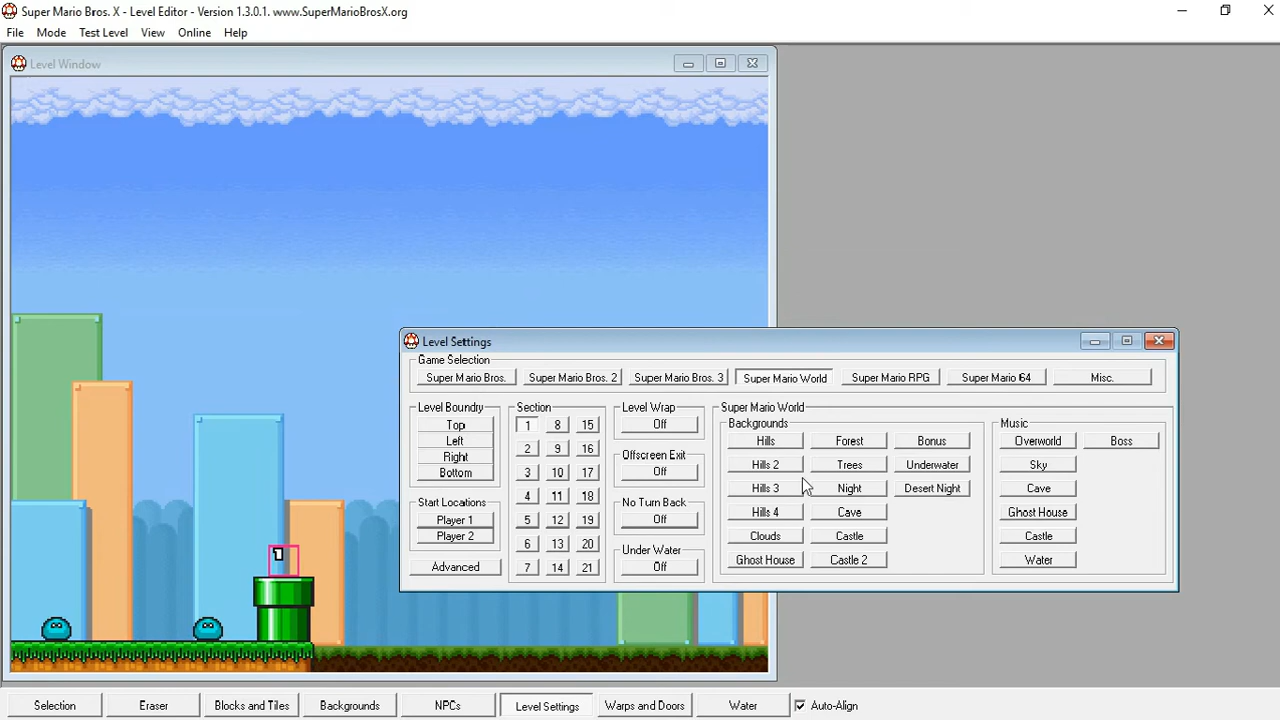 Super Mario Bros. X - Level Editor - Version 1.3.0.1. www.SuperMarioBrosX.org
File Mode Test Level View Online Help
Level Window
1
Level Settings
Game Selection
Super Mario Bros. Super Mario Bros. 2 Super Mario Bros. 3 Super Mario World Super Mario RPG Super Mario 64 Misc.
Level Boundry
Top
Left
Right
Bottom
Start Locations
Player 1
Player 2
Advanced
Section
1 8 15
2 9 16
3 10 17
4 11 18
5 12 19
6 13 20
7 14 21
Level Wrap
Off
Offscreen Exit
Off
No Turn Back
Off
Under Water
Off
Super Mario World
Backgrounds
Hills Forest Bonus
Hills 2 Trees Underwater
Hills 3 Night Desert Night
Hills 4 Cave
Clouds Castle
Ghost House Castle 2
Music
Overworld Boss
Sky
Cave
Ghost House
Castle
Water
Selection Eraser Blocks and Tiles Backgrounds NPCs Level Settings Warps and Doors Water Auto-Align